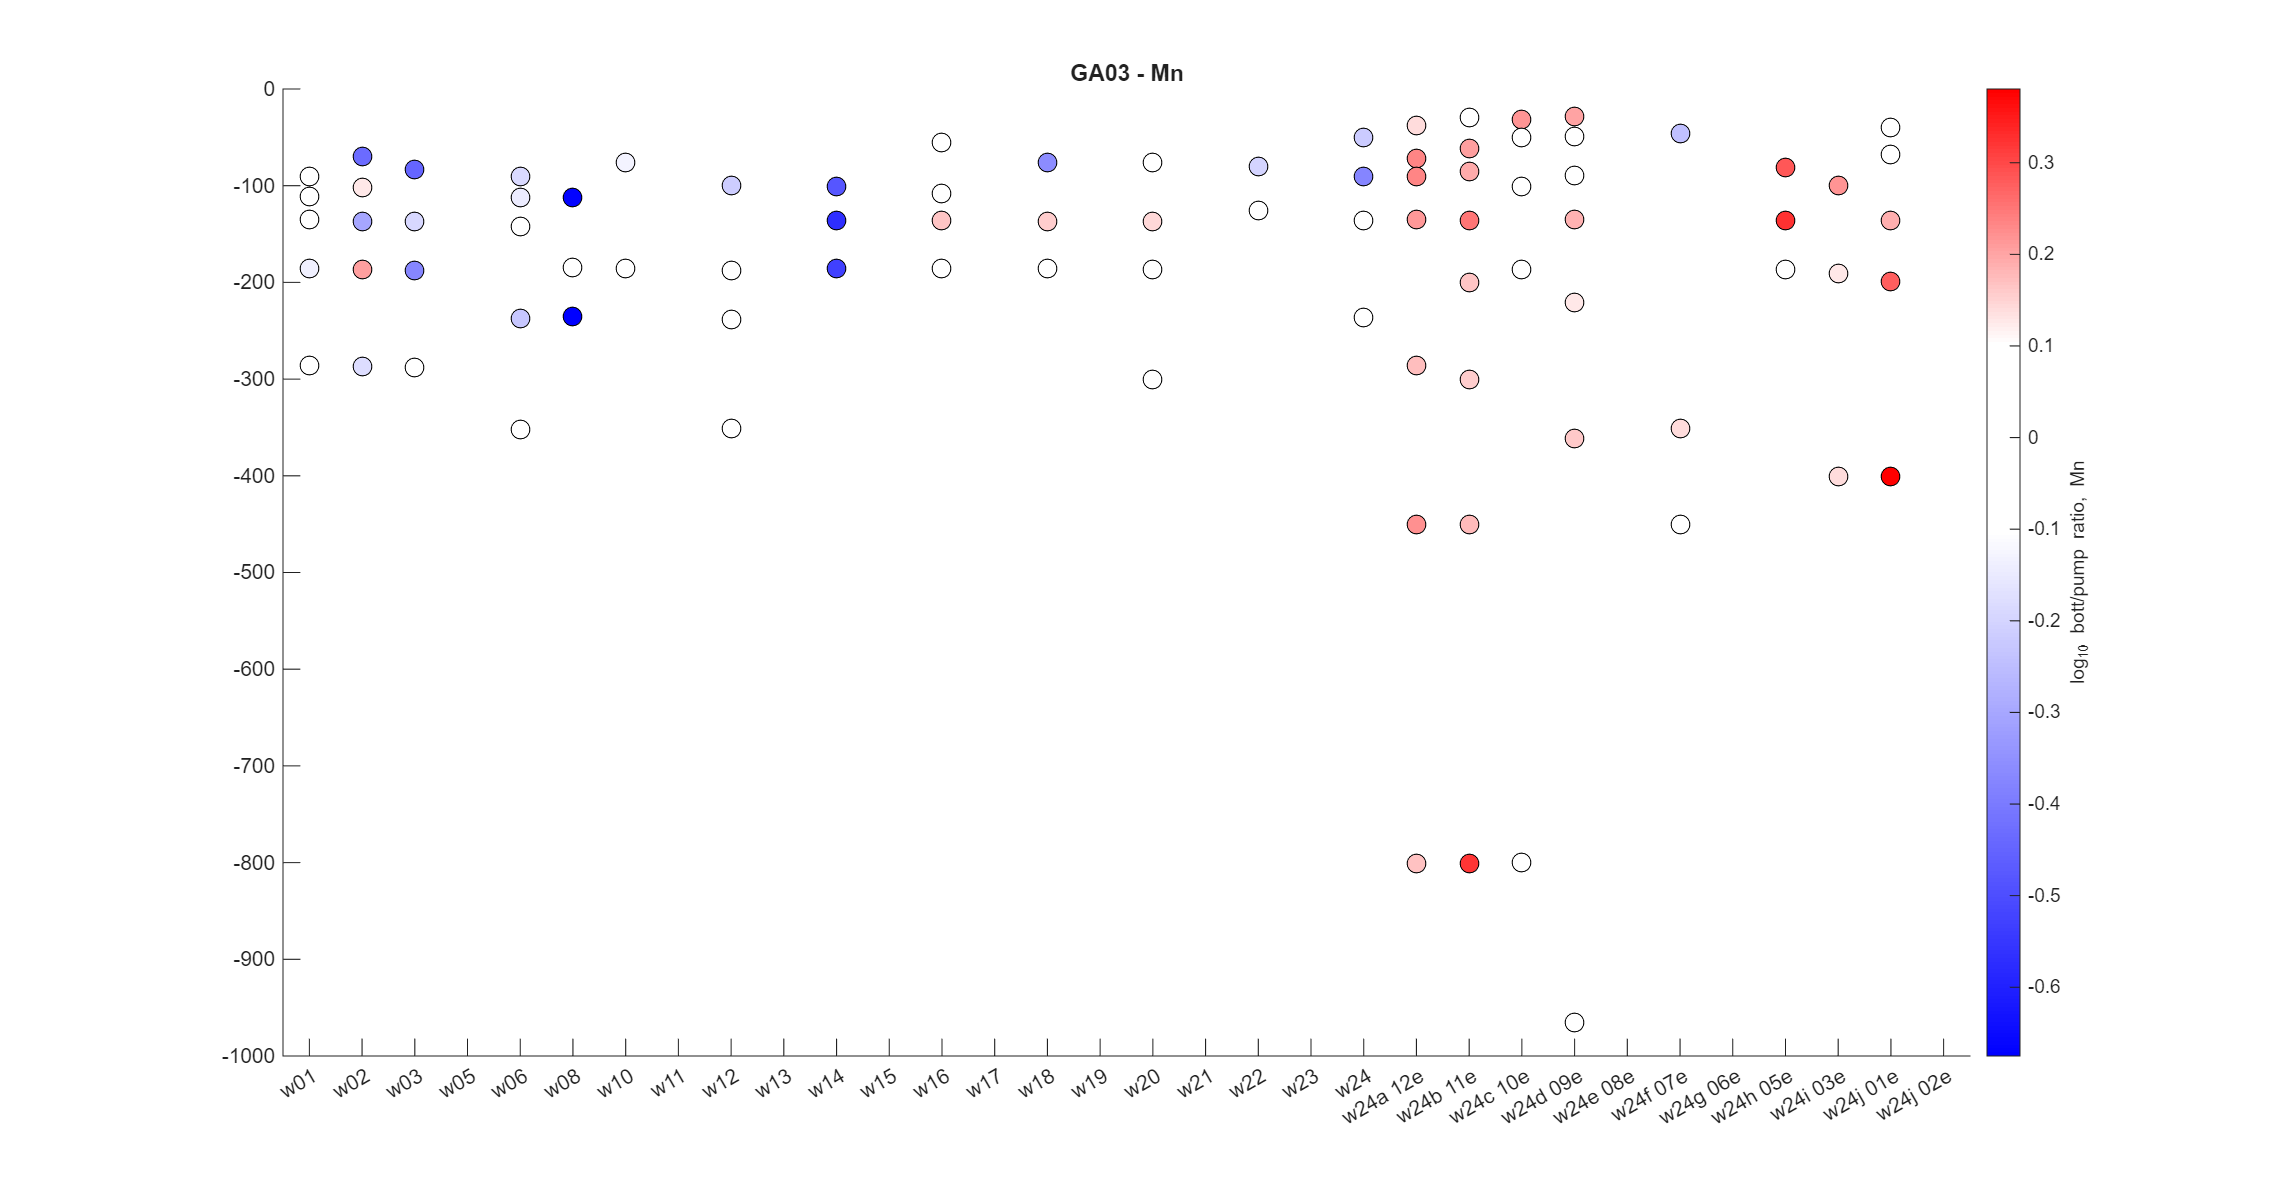 GA03 - Mn
0
-100
-200
-300
-400
-500
-600
-700
-800
-900
-1000
w01
w02
w03
w05
w06
w08
w10
w11
w12
w13
w14
w15
w16
w17
w18
w19
w20
w21
w22
w23
w24
w24a 12e
w24b 11e
w24c 10e
w24d 09e
w24e 08e
w24f 07e
w24g 06e
w24h 05e
w24i 03e
w24j 01e
w24j 02e
0.3
0.2
0.1
0
-0.1
-0.2
-0.3
-0.4
-0.5
-0.6
log₁₀ bott/pump ratio, Mn